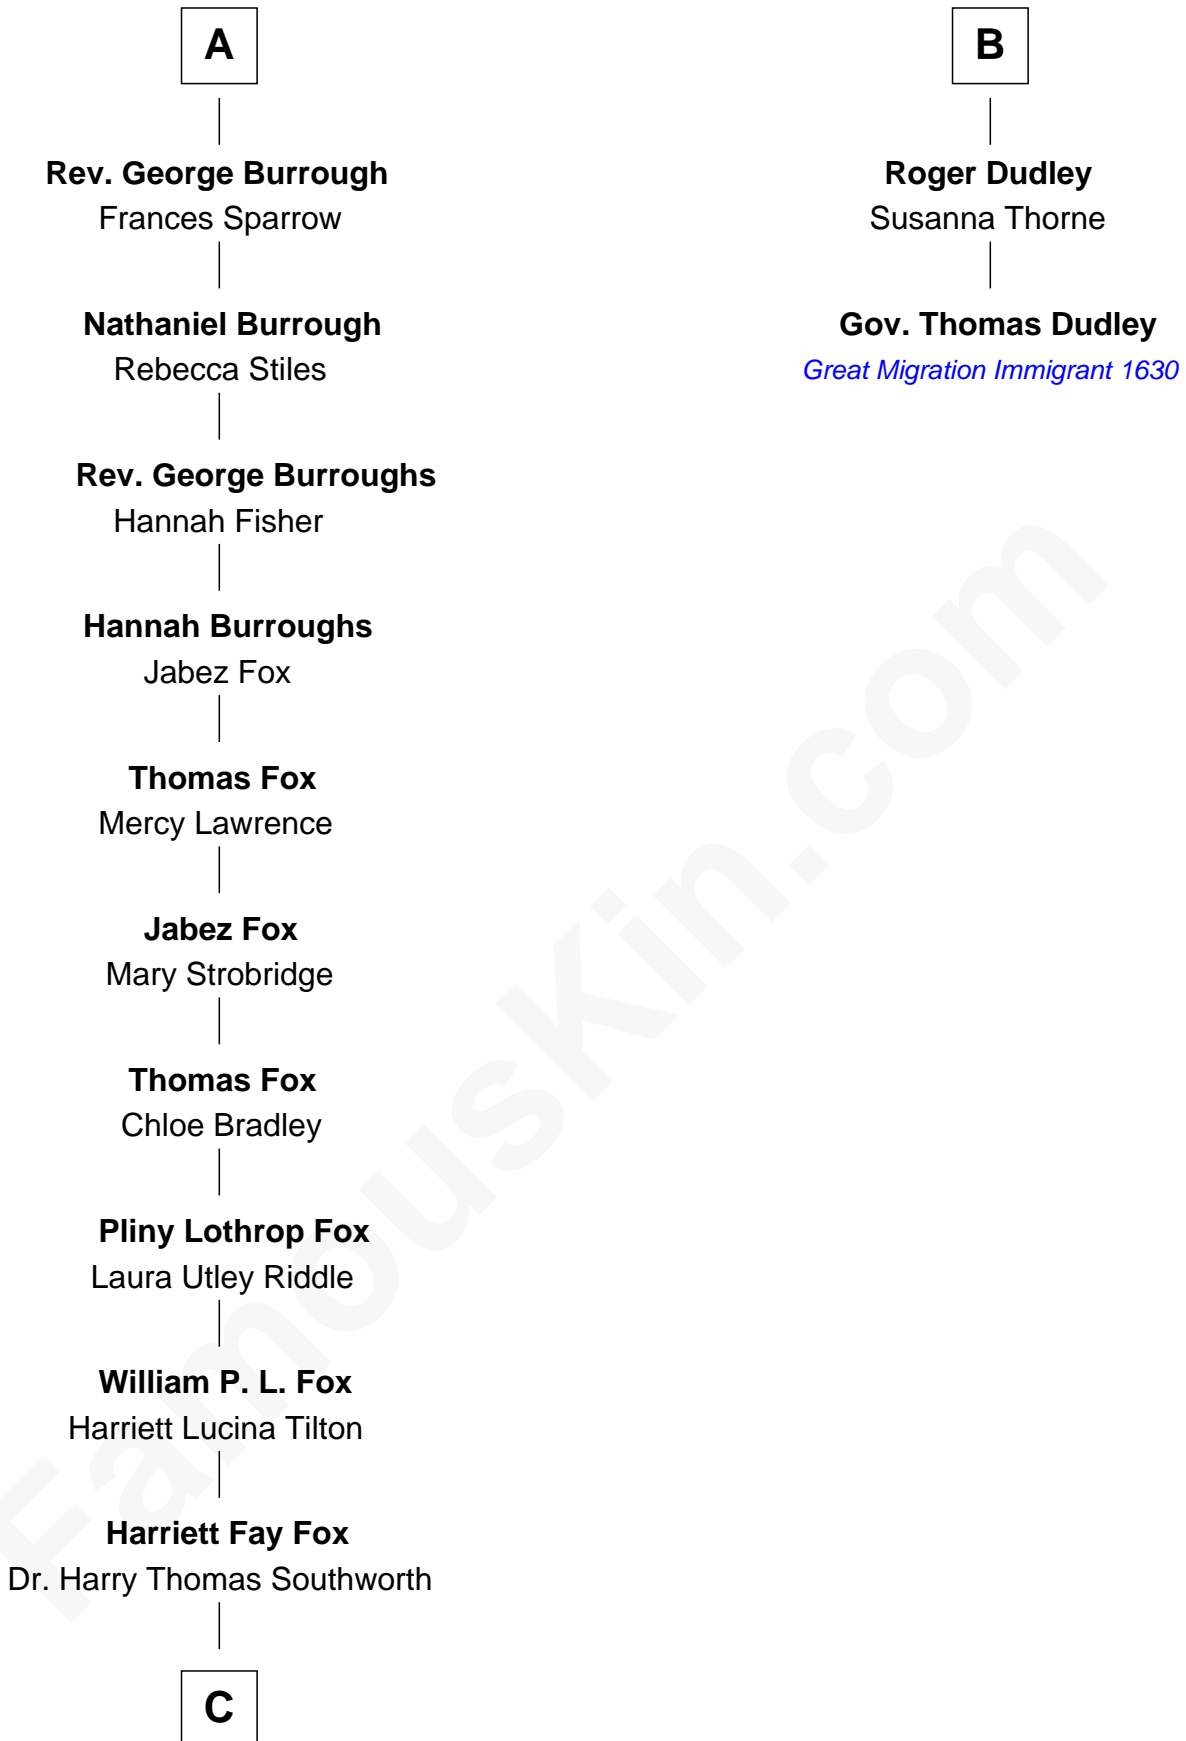 A
Rev. George Burrough
Frances Sparrow
Nathaniel Burrough
Rebecca Stiles
Rev. George Burroughs
Hannah Fisher
Hannah Burroughs
Jabez Fox
Thomas Fox
Mercy Lawrence
Jabez Fox
Mary Strobridge
Thomas Fox
Chloe Bradley
Pliny Lothrop Fox
Laura Utley Riddle
William P. L. Fox
Harriett Lucina Tilton
Harriett Fay Fox
Dr. Harry Thomas Southworth
C
B
Roger Dudley
Susanna Thorne
Gov. Thomas Dudley
Great Migration Immigrant 1630
FamousKin.com